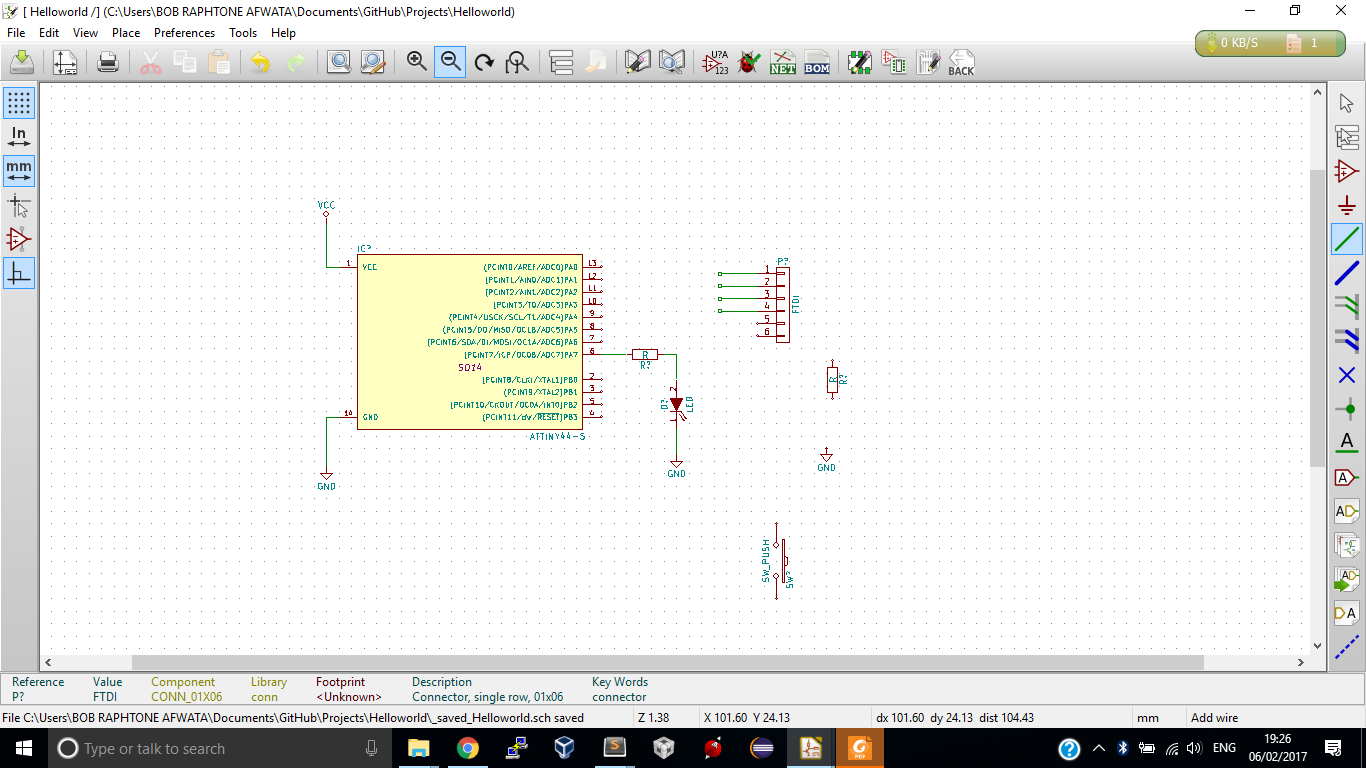 [ Helloworld /] (C:\Users\BOB RAPHTONE AFWATA\Documents\GitHub\Projects\Helloworld)
File Edit View Place Preferences Tools Help
0 KB/S 1
U?A
123
NET
BOM
BACK
In
mm
VCC
IC?
1 VCC
14 GND
GND
(PCINT0/AREF/ADC0)PA0 13
(PCINT1/AIN0/ADC1)PA1 12
(PCINT2/AIN1/ADC2)PA2 11
(PCINT3/T0/ADC3)PA3 10
(PCINT4/USCK/SCL/T1/ADC4)PA4 9
(PCINT5/DO/MISO/OC1B/ADC5)PA5 8
(PCINT6/SDA/DI/MOSI/OC1A/ADC6)PA6 7
(PCINT7/ICP/OC0B/ADC7)PA7 6
SO14
(PCINT8/CLKI/XTAL1)PB0 2
(PCINT9/XTAL2)PB1 3
(PCINT10/CKOUT/OC0A/INT0)PB2 5
(PCINT11/dW/RESET)PB3 4
ATTINY44-S
R
R?
2
D?
LED
1
GND
P?
1
2
3
4
5
6
FTDI
R
R?
GND
SW_PUSH
SW?
A
A
AD
AD
DA
Reference Value Component Library Footprint Description Key Words
P? FTDI CONN_01X06 conn <Unknown> Connector, single row, 01x06 connector
File C:\Users\BOB RAPHTONE AFWATA\Documents\GitHub\Projects\Helloworld\_saved_Helloworld.sch saved Z 1.38 X 101.60 Y 24.13 dx 101.60 dy 24.13 dist 104.43 mm Add wire
Type or talk to search
ENG
19:26
06/02/2017